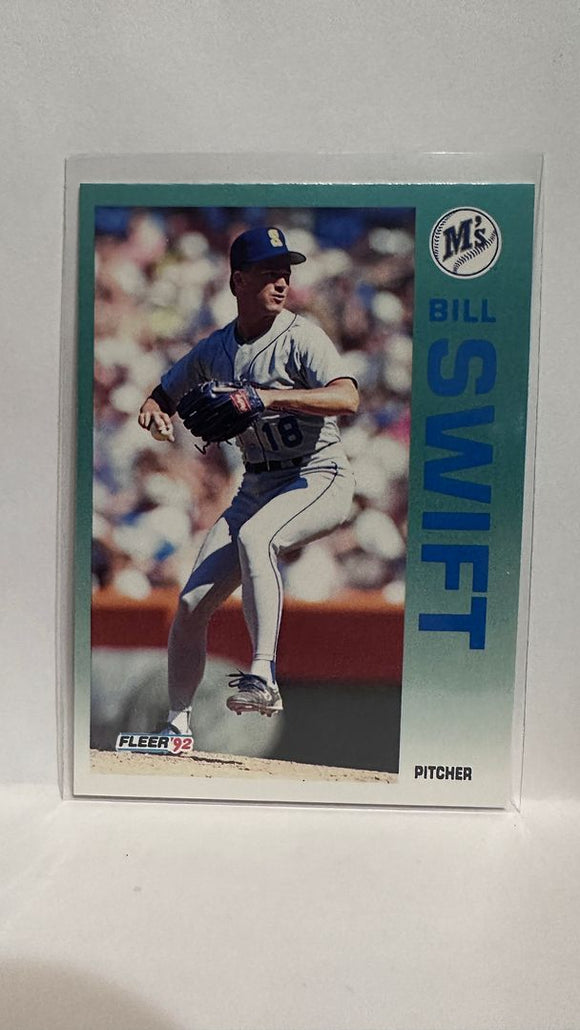 M's
BILL
SWIFT
S
18
FLEER '92
PITCHER